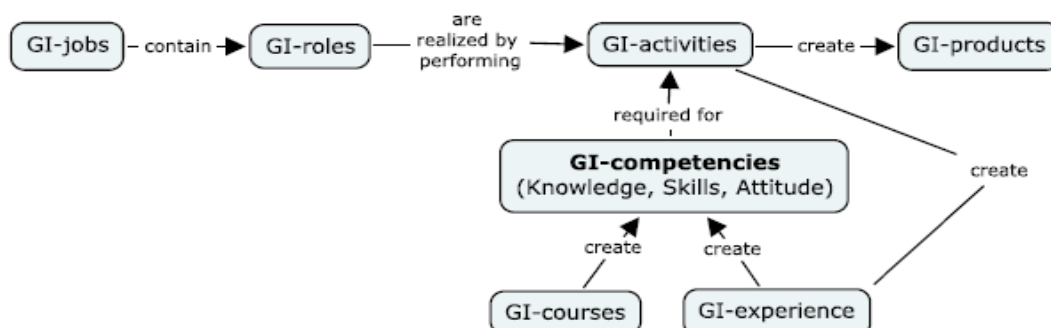 are
realized by
performing
GI-jobs
contain
GI-roles
GI-activities
create
GI-products
required for
GI-competencies
(Knowledge, Skills, Attitude)
create
create
create
GI-courses
GI-experience